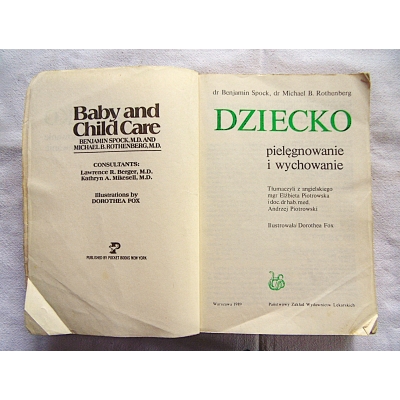 Baby and
Child Care
BENJAMIN SPOCK, M.D. AND
MICHAEL B. ROTHENBERG, M.D.
CONSULTANTS:
Lawrence R. Berger, M.D.
Kathryn A. Mikesell, M.D.
Illustrations by
DOROTHEA FOX
PUBLISHED BY POCKET BOOKS NEW YORK
dr Benjamin Spock, dr Michael B. Rothenberg
DZIECKO
pielęgnowanie
i wychowanie
Tłumaczyli z angielskiego
mgr Elżbieta Piotrowska
i doc. dr hab. med.
Andrzej Piotrowski
Ilustrowała Dorothea Fox
Warszawa 1989
Państwowy Zakład Wydawnictw Lekarskich